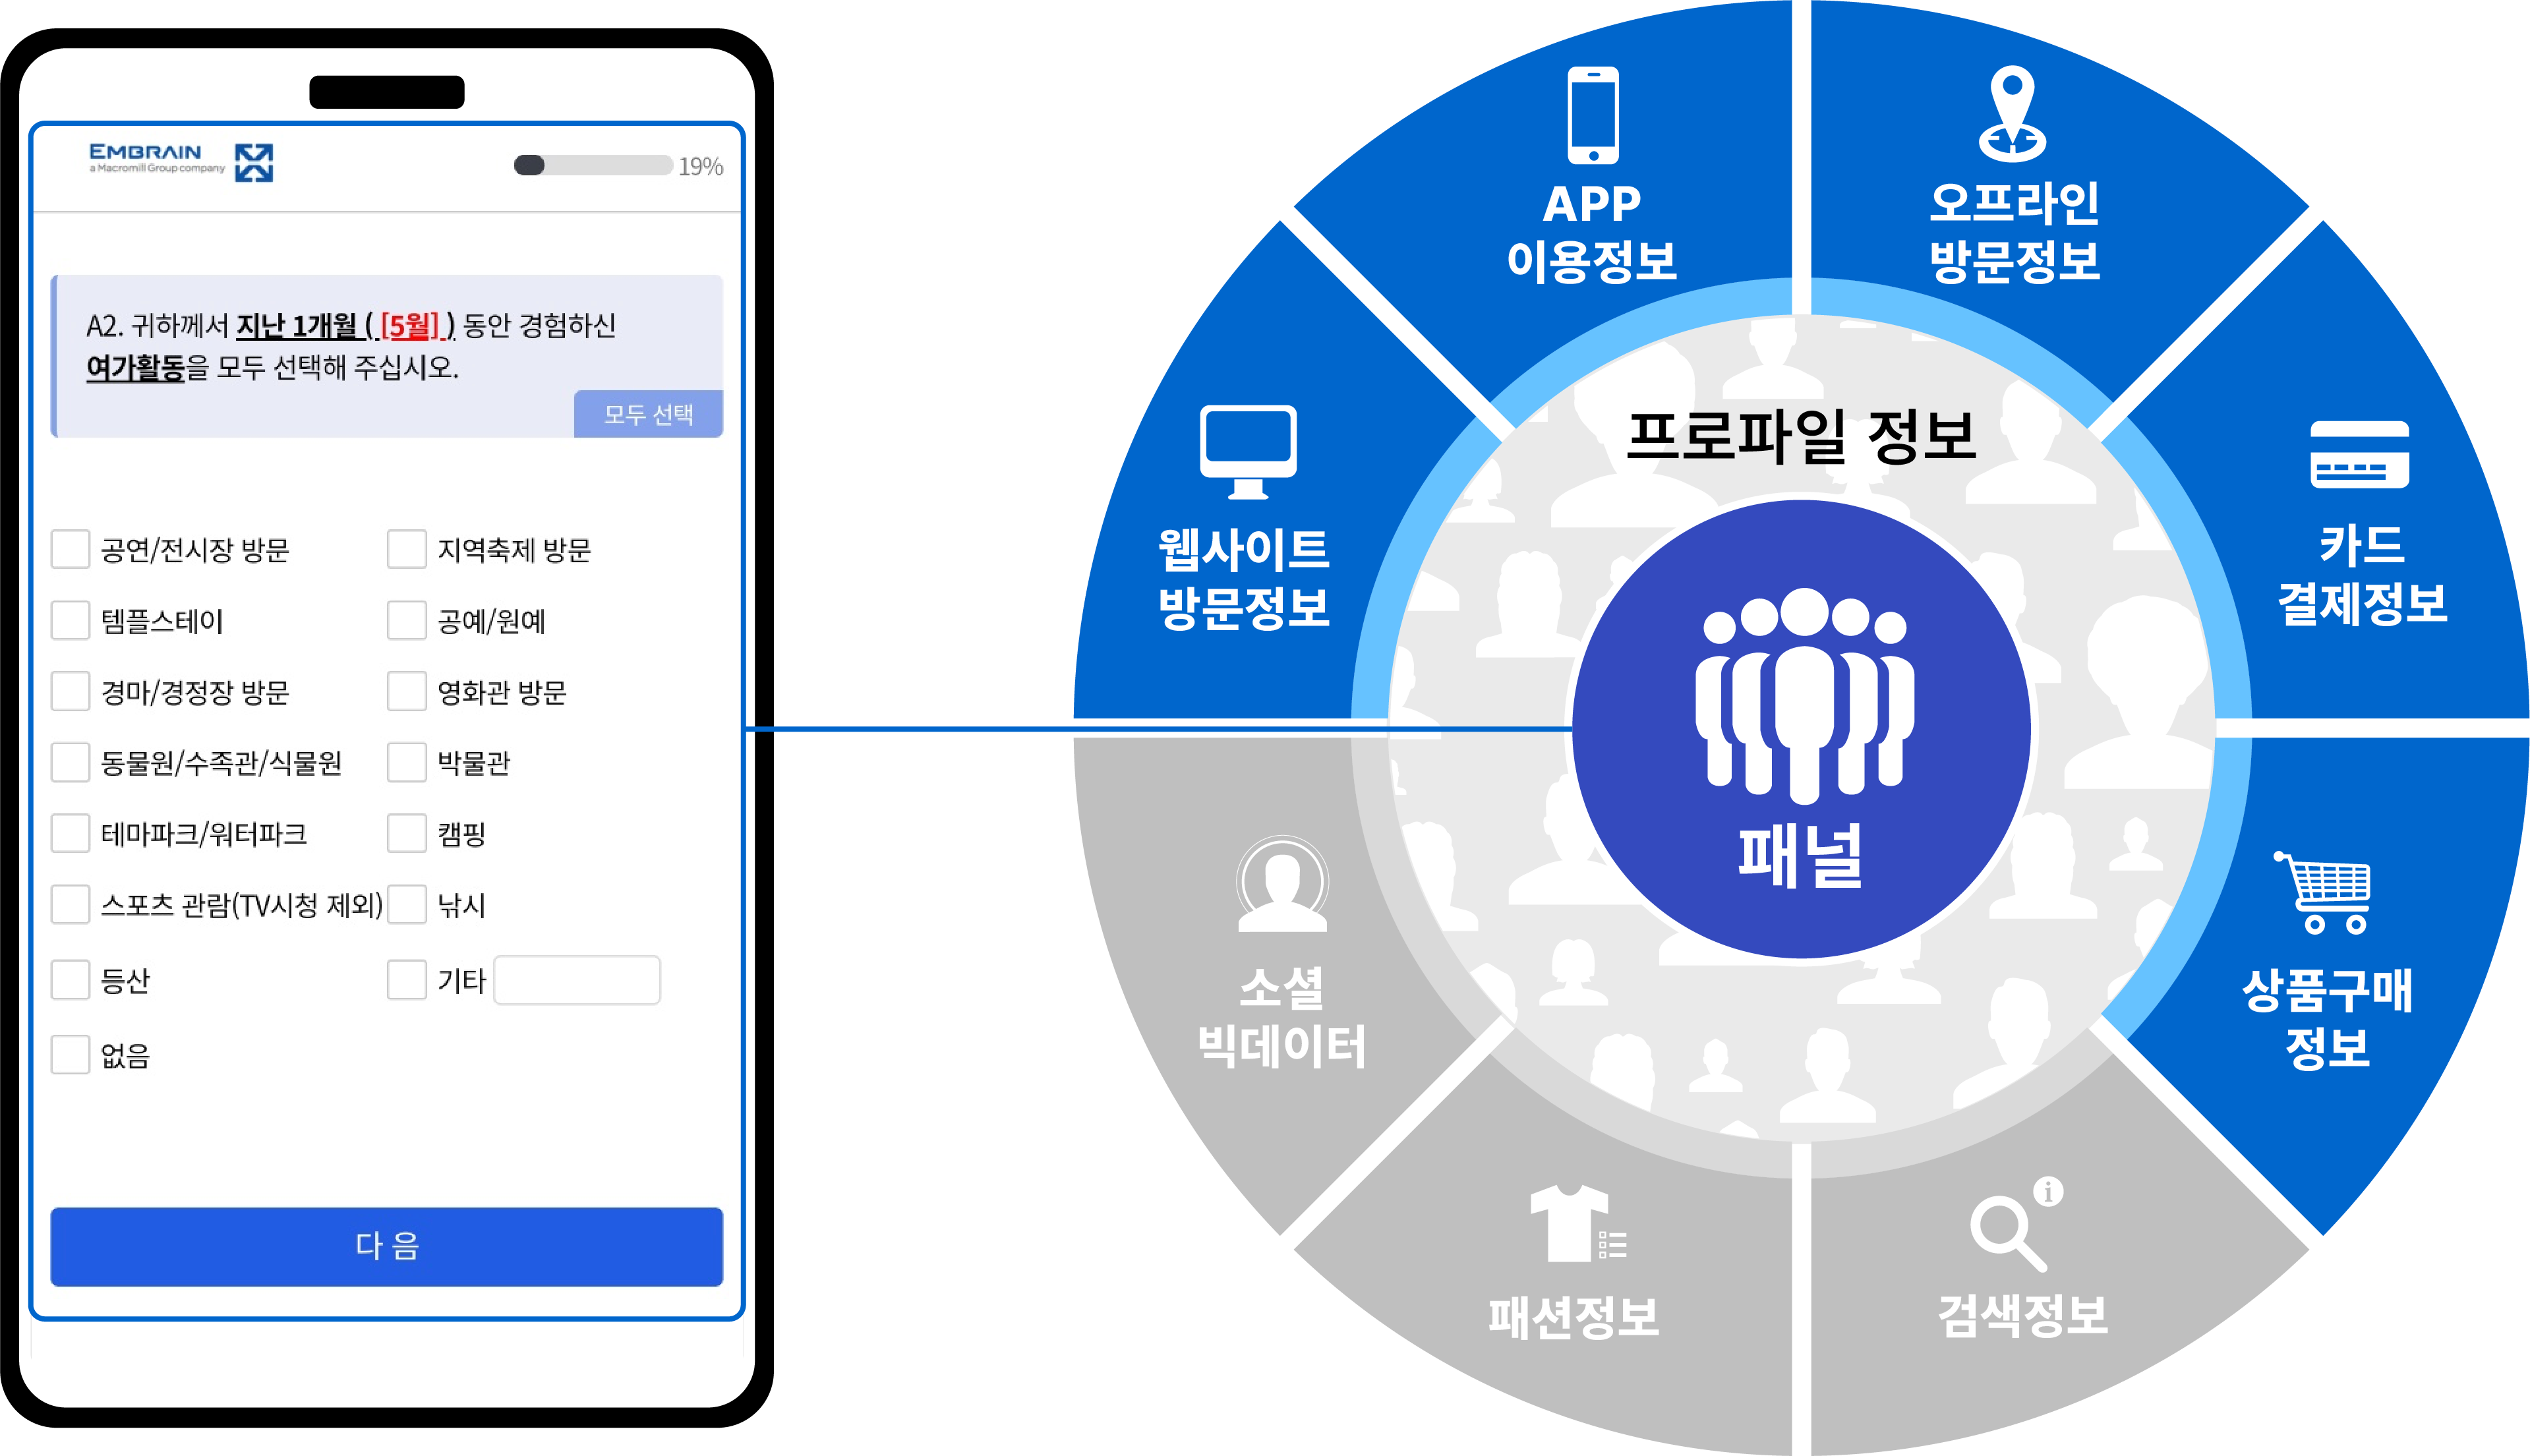 EMBRAIN
a Macromill Group company
19%
A2. 귀하께서 지난 1개월 ( [5월] ) 동안 경험하신
여가활동을 모두 선택해 주십시오.
모두 선택
공연/전시장 방문
지역축제 방문
템플스테이
공예/원예
경마/경정장 방문
영화관 방문
동물원/수족관/식물원
박물관
테마파크/워터파크
캠핑
스포츠 관람(TV시청 제외)
낚시
등산
기타
없음
다 음
APP
이용정보
오프라인
방문정보
웹사이트
방문정보
카드
결제정보
프로파일 정보
패널
소셜
빅데이터
상품구매
정보
패션정보
검색정보
i